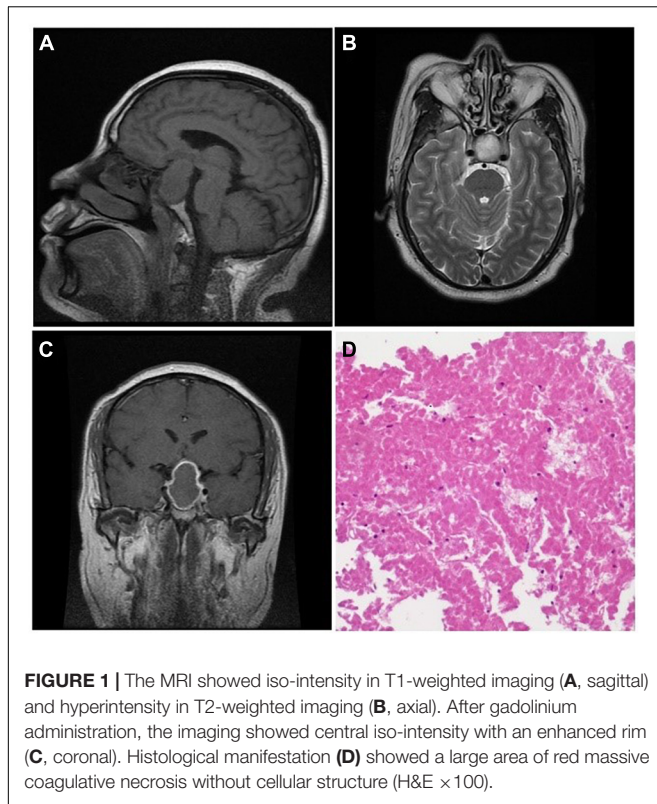 A
B
C
D
FIGURE 1 | The MRI showed iso-intensity in T1-weighted imaging (A, sagittal)
and hyperintensity in T2-weighted imaging (B, axial). After gadolinium
administration, the imaging showed central iso-intensity with an enhanced rim
(C, coronal). Histological manifestation (D) showed a large area of red massive
coagulative necrosis without cellular structure (H&E ×100).